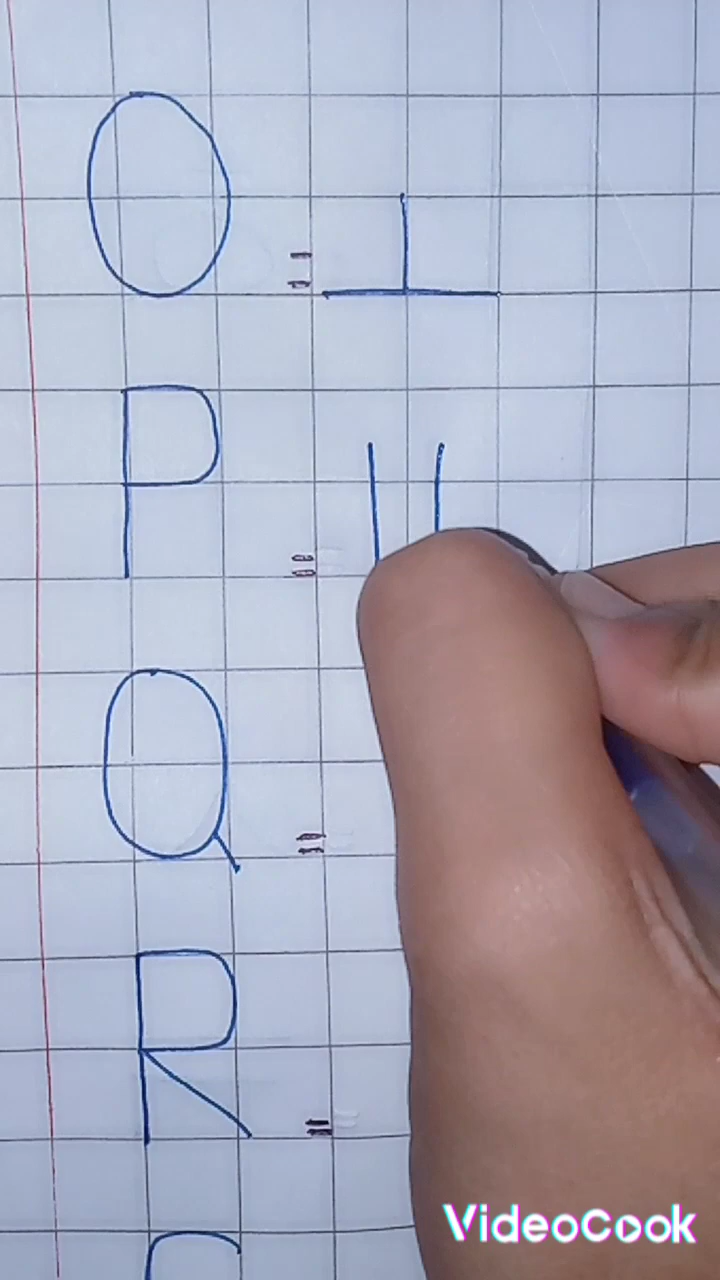 O = ⊥
P = ||
Q =
R =
VideoCook